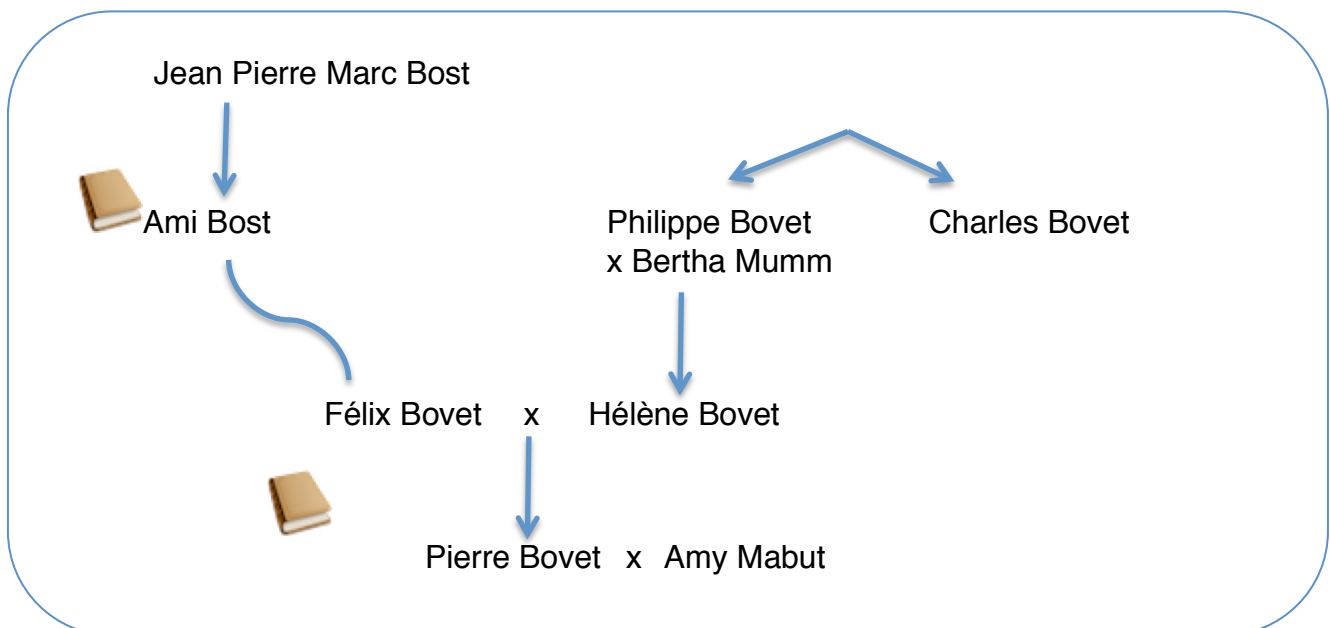 Jean Pierre Marc Bost
Ami Bost
Philippe Bovet
x Bertha Mumm
Charles Bovet
Félix Bovet x Hélène Bovet
Pierre Bovet x Amy Mabut